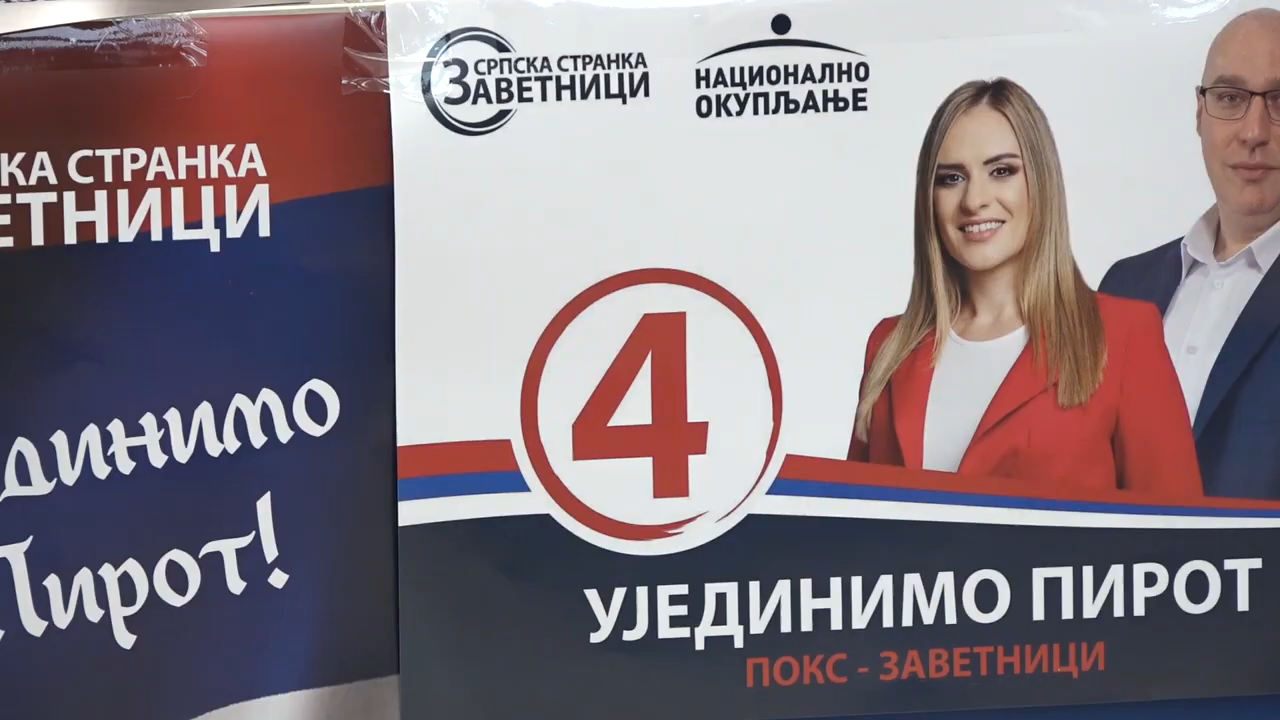 КА СТРАНКА
ЕТНИЦИ
динимо
Пирот!
СРПСКА СТРАНКА
ЗАВЕТНИЦИ
НАЦИОНАЛНО
ОКУПЉАЊЕ
4
УЈЕДИНИМО ПИРОТ
ПОКС - ЗАВЕТНИЦИ